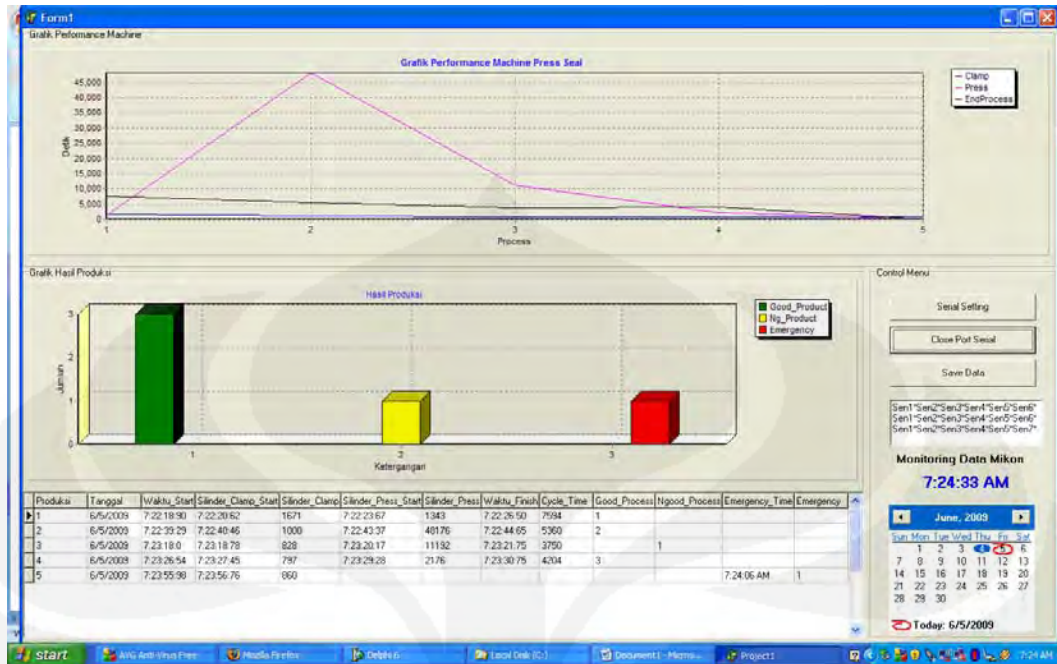 Form1
Grafik Performance Machine
Grafik Performance Machine Press Seal
45,000
40,000
35,000
30,000
25,000
20,000
15,000
10,000
5,000
0
Detik
1 2 3 4 5
Process
Clamp
Press
EndProcess
Grafik Hasil Produksi
Hasil Produksi
3
2
1
0
Jumlah
1 2 3
Ketergangan
Good_Product
Ng_Product
Emergency
Control Menu
Serial Setting
Close Port Serial
Save Data
Sen1*Sen2*Sen3*Sen4*Sen5*Sen6*
Sen1*Sen2*Sen3*Sen4*Sen5*Sen6*
Sen1*Sen2*Sen3*Sen4*Sen5*Sen7*
Monitoring Data Mikon
7:24:33 AM
June, 2009
Sun Mon Tue Wed Thu Fri Sat
1 2 3 4 5 6
7 8 9 10 11 12 13
14 15 16 17 18 19 20
21 22 23 24 25 26 27
28 29 30
Today: 6/5/2009
Produksi Tanggal Waktu_Start Silinder_Clamp_Start Silinder_Clamp Silinder_Press_Start Silinder_Press Waktu_Finish Cycle_Time Good_Process Ngood_Process Emergency_Time Emergency
1 6/5/2009 7:22:18:90 7:22:20:62 1671 7:22:23:67 1343 7:22:26:50 7594 1
2 6/5/2009 7:22:39:29 7:22:40:46 1000 7:22:43:37 48176 7:22:44:65 5360 2
3 6/5/2009 7:23:18:0 7:23:18:78 828 7:23:20:17 11192 7:23:21:75 3750 1
4 6/5/2009 7:23:26:54 7:23:27:45 797 7:23:29:28 2176 7:23:30:75 4204 3
5 6/5/2009 7:23:55:98 7:23:56:76 860 7:24:06 AM 1
start
AVG Anti-Virus Free
Mozilla Firefox
Delphi 6
Local Disk (C:)
Document1 - Micros...
Project1
7:24 AM